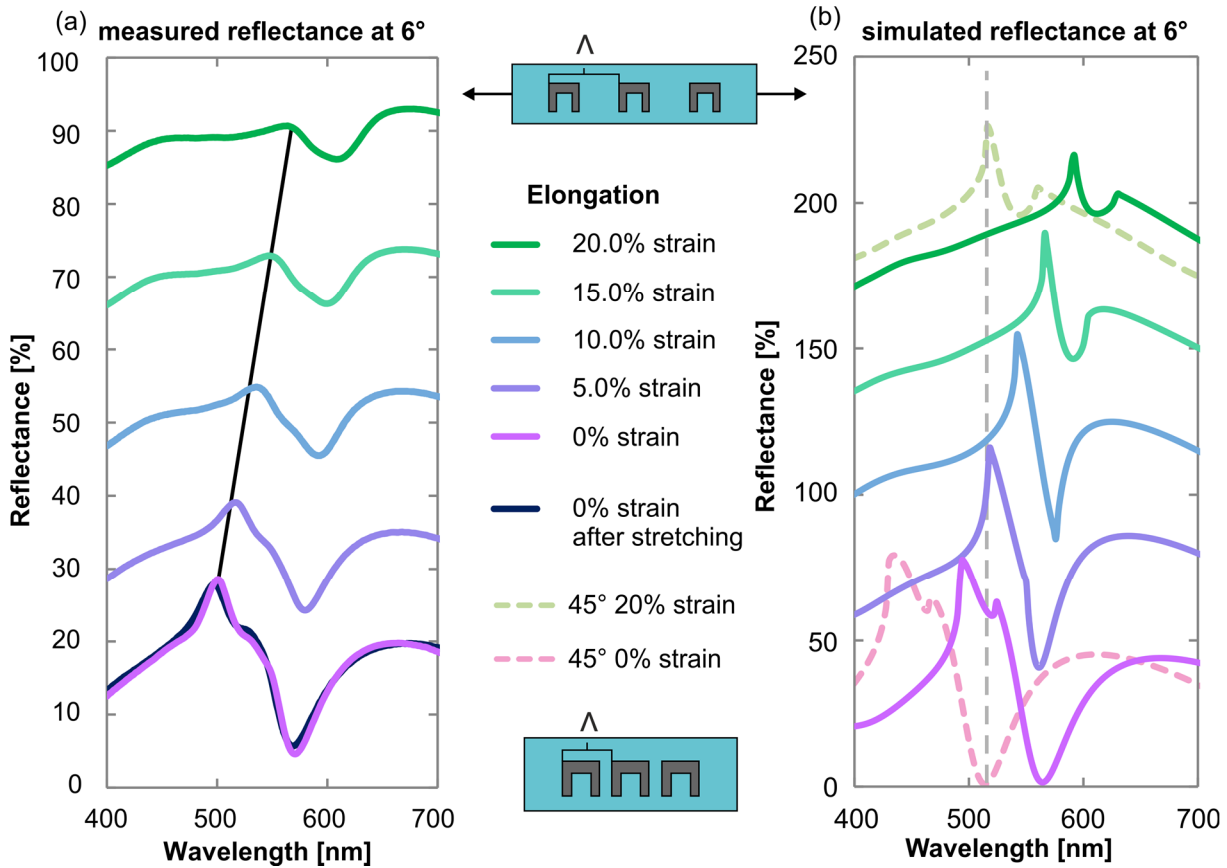 (a)
measured reflectance at 6°
100
90
80
70
60
50
40
30
20
10
0
Reflectance [%]
400
500
600
700
Wavelength [nm]
Λ
Elongation
20.0% strain
15.0% strain
10.0% strain
5.0% strain
0% strain
0% strain
after stretching
45° 20% strain
45° 0% strain
Λ
(b)
simulated reflectance at 6°
250
200
150
100
50
0
Reflectance [%]
400
500
600
700
Wavelength [nm]